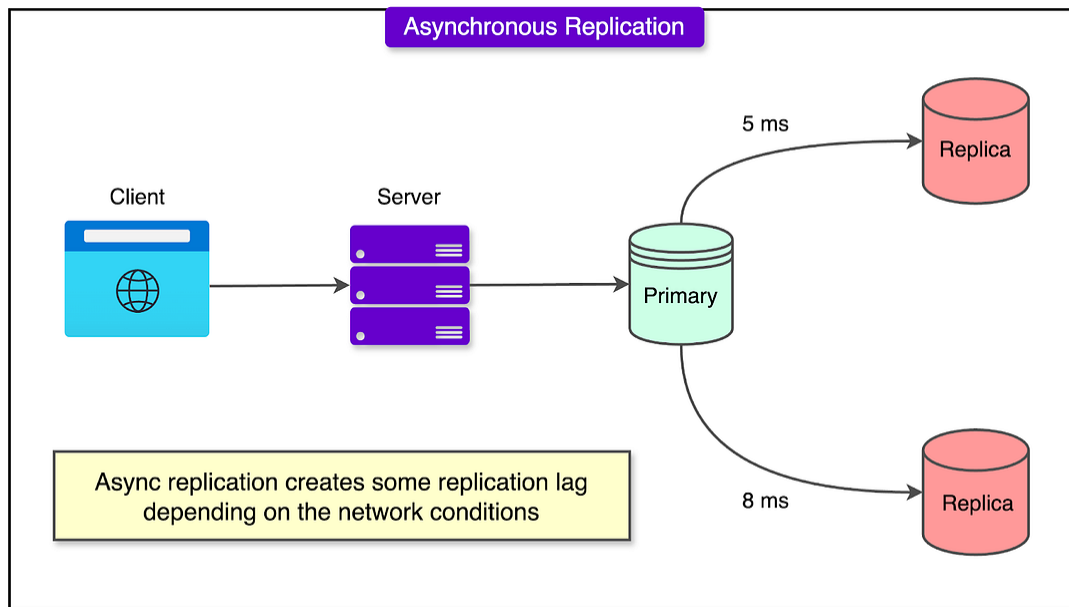 Asynchronous Replication
Client
Server
Primary
5 ms
Replica
8 ms
Replica
Async replication creates some replication lag
depending on the network conditions